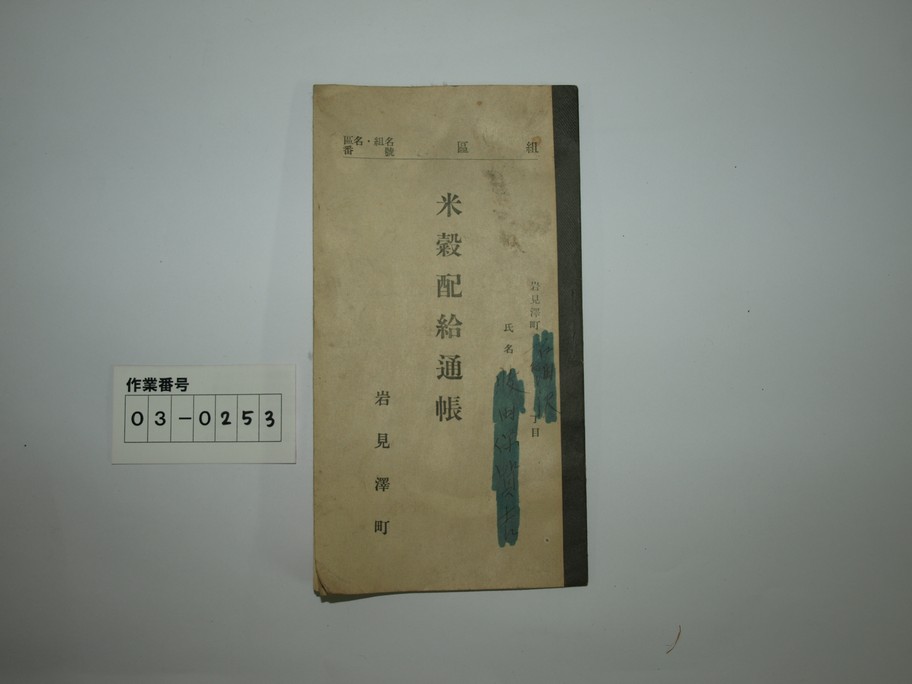 作業番号
03-0253
區名・組名
番號
區 組
岩見澤町
丁目
氏名
米穀配給通帳
岩見澤町